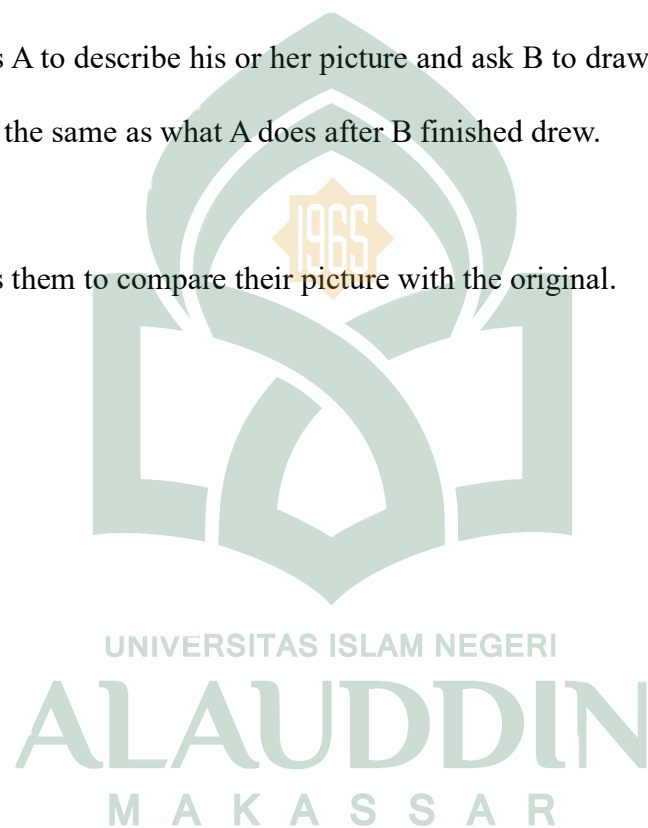 s A to describe his or her picture and ask B to draw
the same as what A does after B finished drew.
1965
s them to compare their picture with the original.
UNIVERSITAS ISLAM NEGERI
ALAUDDIN
MAKASSAR